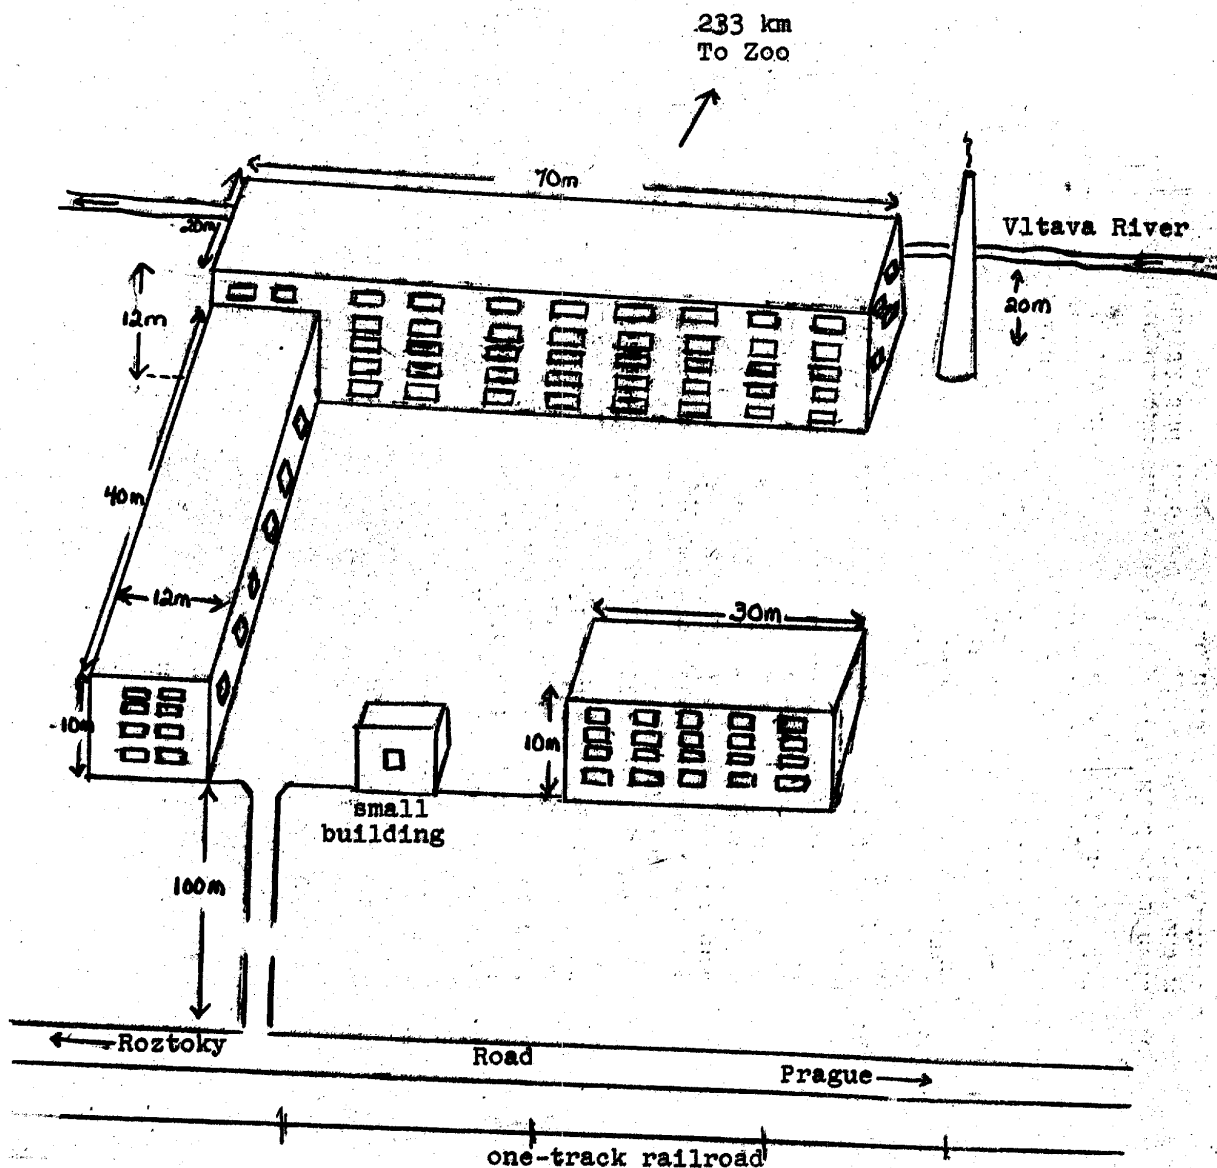 .233 km
To Zoo
70m
20m
Vltava River
12m
20m
40m
12m
30m
10m
10m
small
building
100m
Roztoky
Road
Prague
one-track railroad